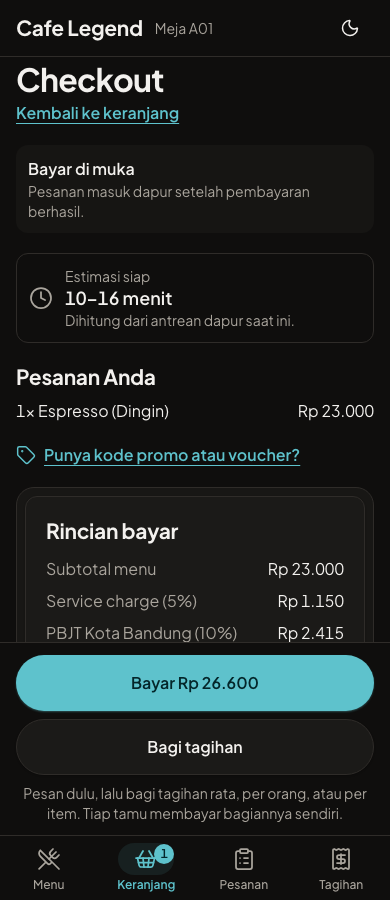 Cafe Legend Meja A01
Checkout
Kembali ke keranjang
Bayar di muka
Pesanan masuk dapur setelah pembayaran
berhasil.
Estimasi siap
10–16 menit
Dihitung dari antrean dapur saat ini.
Pesanan Anda
1× Espresso (Dingin) Rp 23.000
Punya kode promo atau voucher?
Rincian bayar
Subtotal menu Rp 23.000
Service charge (5%) Rp 1.150
PBJT Kota Bandung (10%) Rp 2.415
Bayar Rp 26.600
Bagi tagihan
Pesan dulu, lalu bagi tagihan rata, per orang, atau per
item. Tiap tamu membayar bagiannya sendiri.
1
Menu Keranjang Pesanan Tagihan